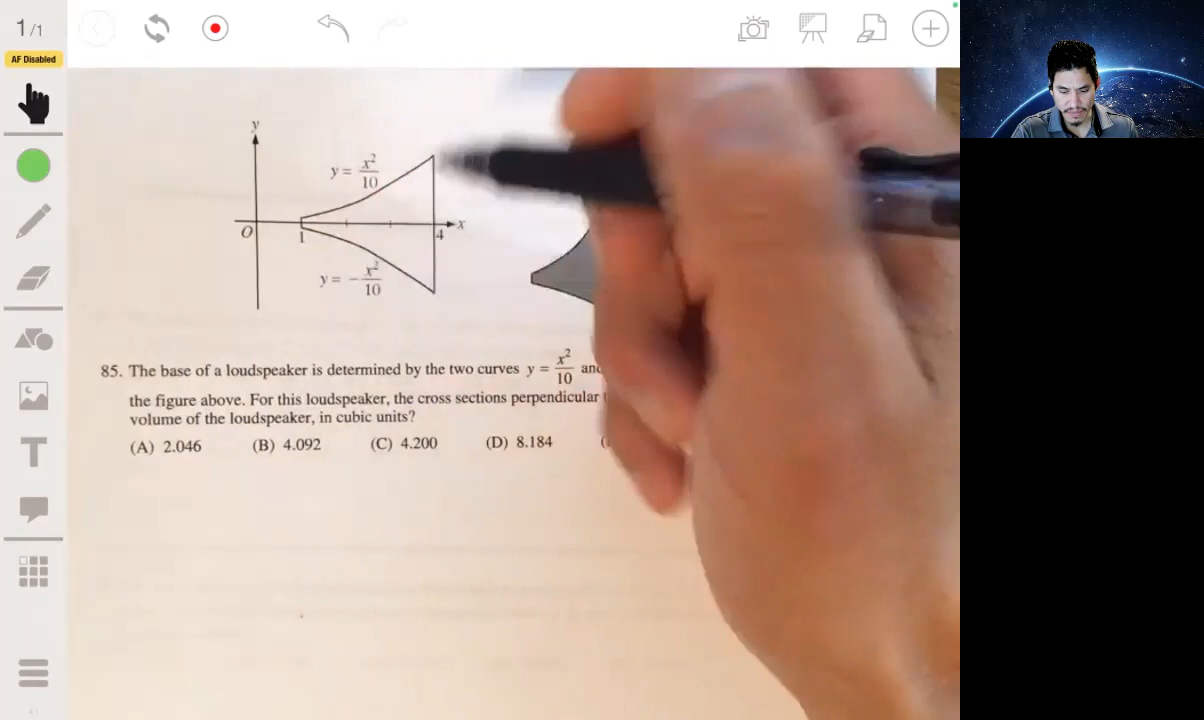 1/1
AF Disabled
y
y = x²/10
O
1
4
x
y = -x²/10
85. The base of a loudspeaker is determined by the two curves y = x²/10 and
the figure above. For this loudspeaker, the cross sections perpendicular
volume of the loudspeaker, in cubic units?
(A) 2.046 (B) 4.092 (C) 4.200 (D) 8.184
T